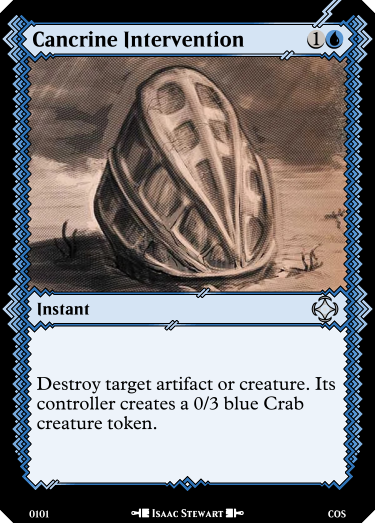 Cancrine Intervention 1
Instant
Destroy target artifact or creature. Its
controller creates a 0/3 blue Crab
creature token.
0101 Isaac Stewart COS